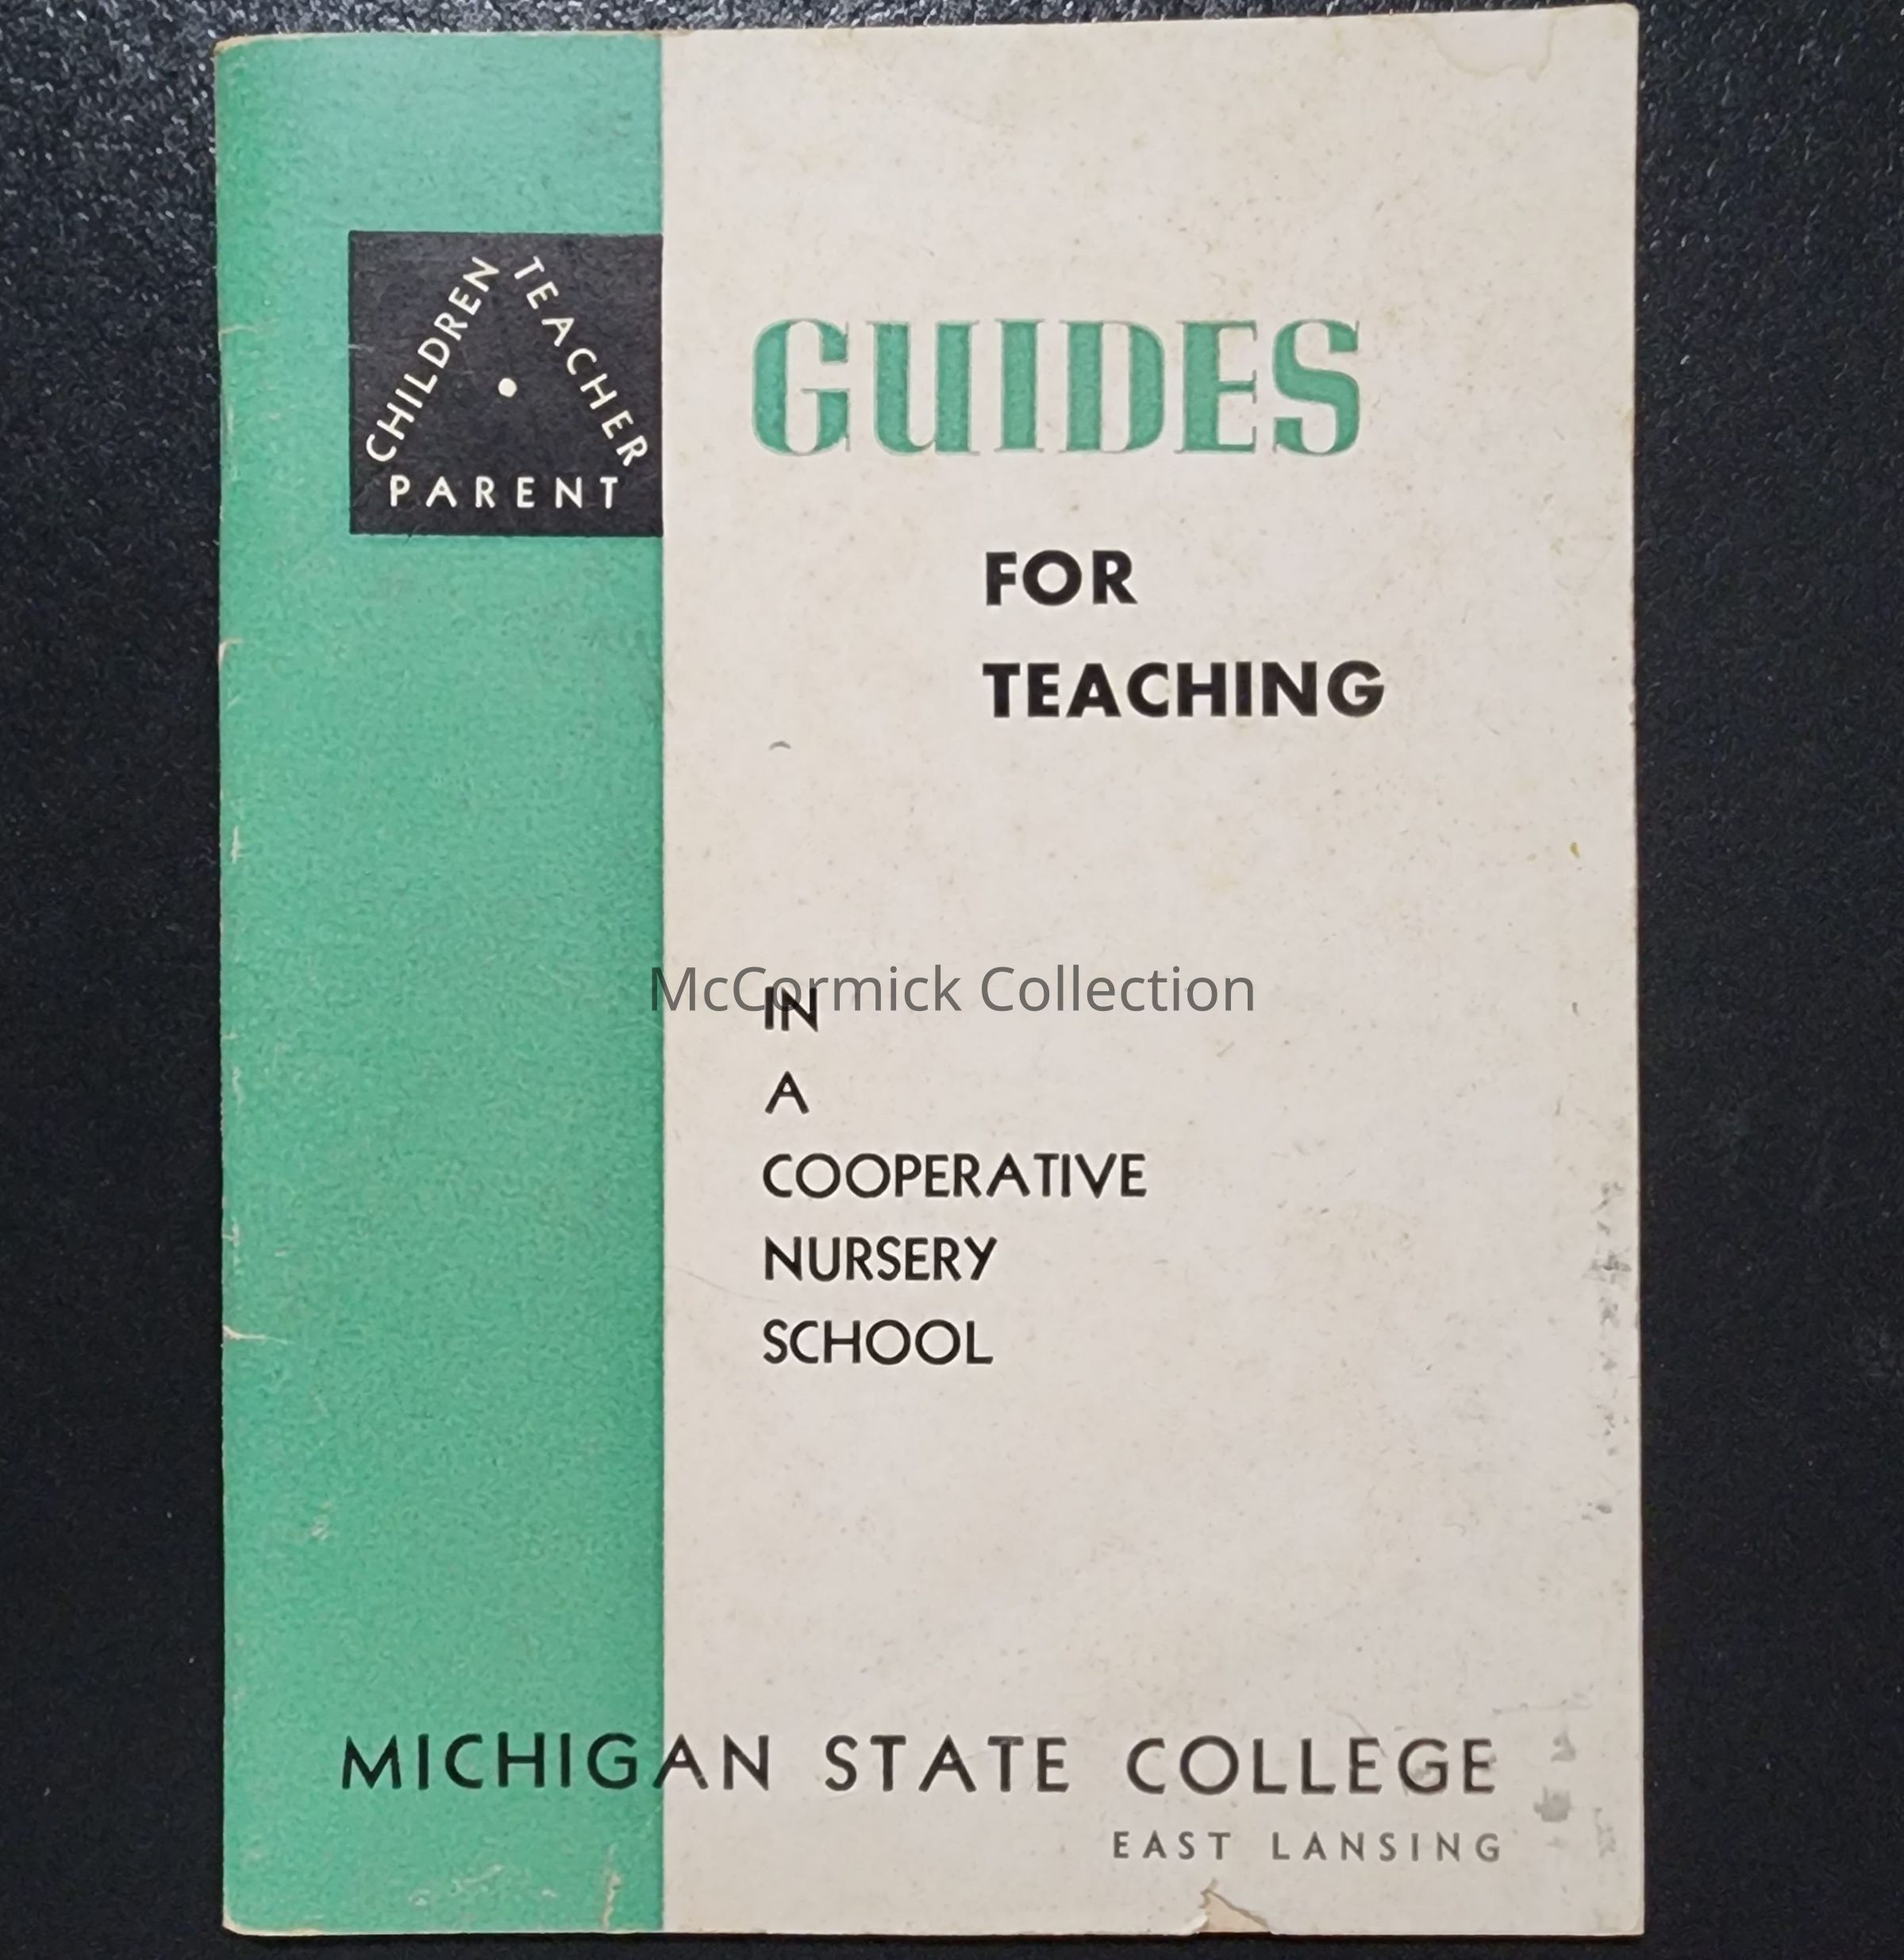 CHILDREN
TEACHER
PARENT
GUIDES
FOR
TEACHING
McCormick Collection
IN
A
COOPERATIVE
NURSERY
SCHOOL
MICHIGAN STATE COLLEGE
EAST LANSING